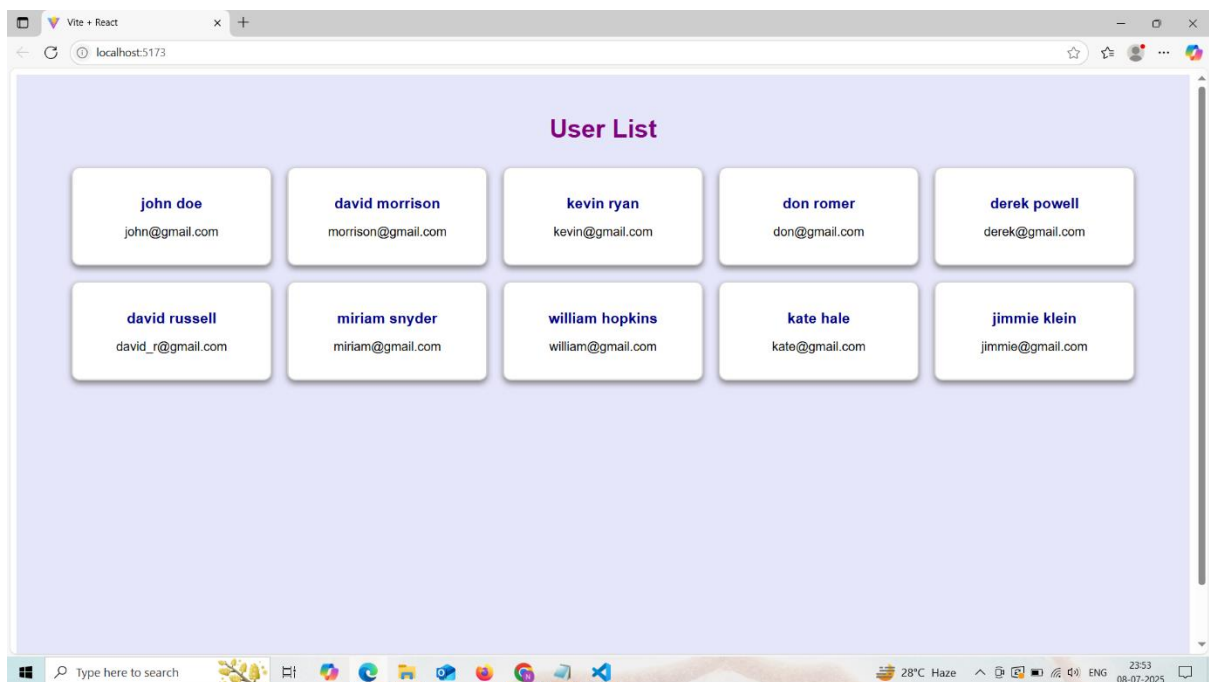 Vite + React
localhost:5173
User List
john doe
john@gmail.com
david morrison
morrison@gmail.com
kevin ryan
kevin@gmail.com
don romer
don@gmail.com
derek powell
derek@gmail.com
david russell
david_r@gmail.com
miriam snyder
miriam@gmail.com
william hopkins
william@gmail.com
kate hale
kate@gmail.com
jimmie klein
jimmie@gmail.com
Type here to search
28°C Haze
ENG
23:53
08-07-2025